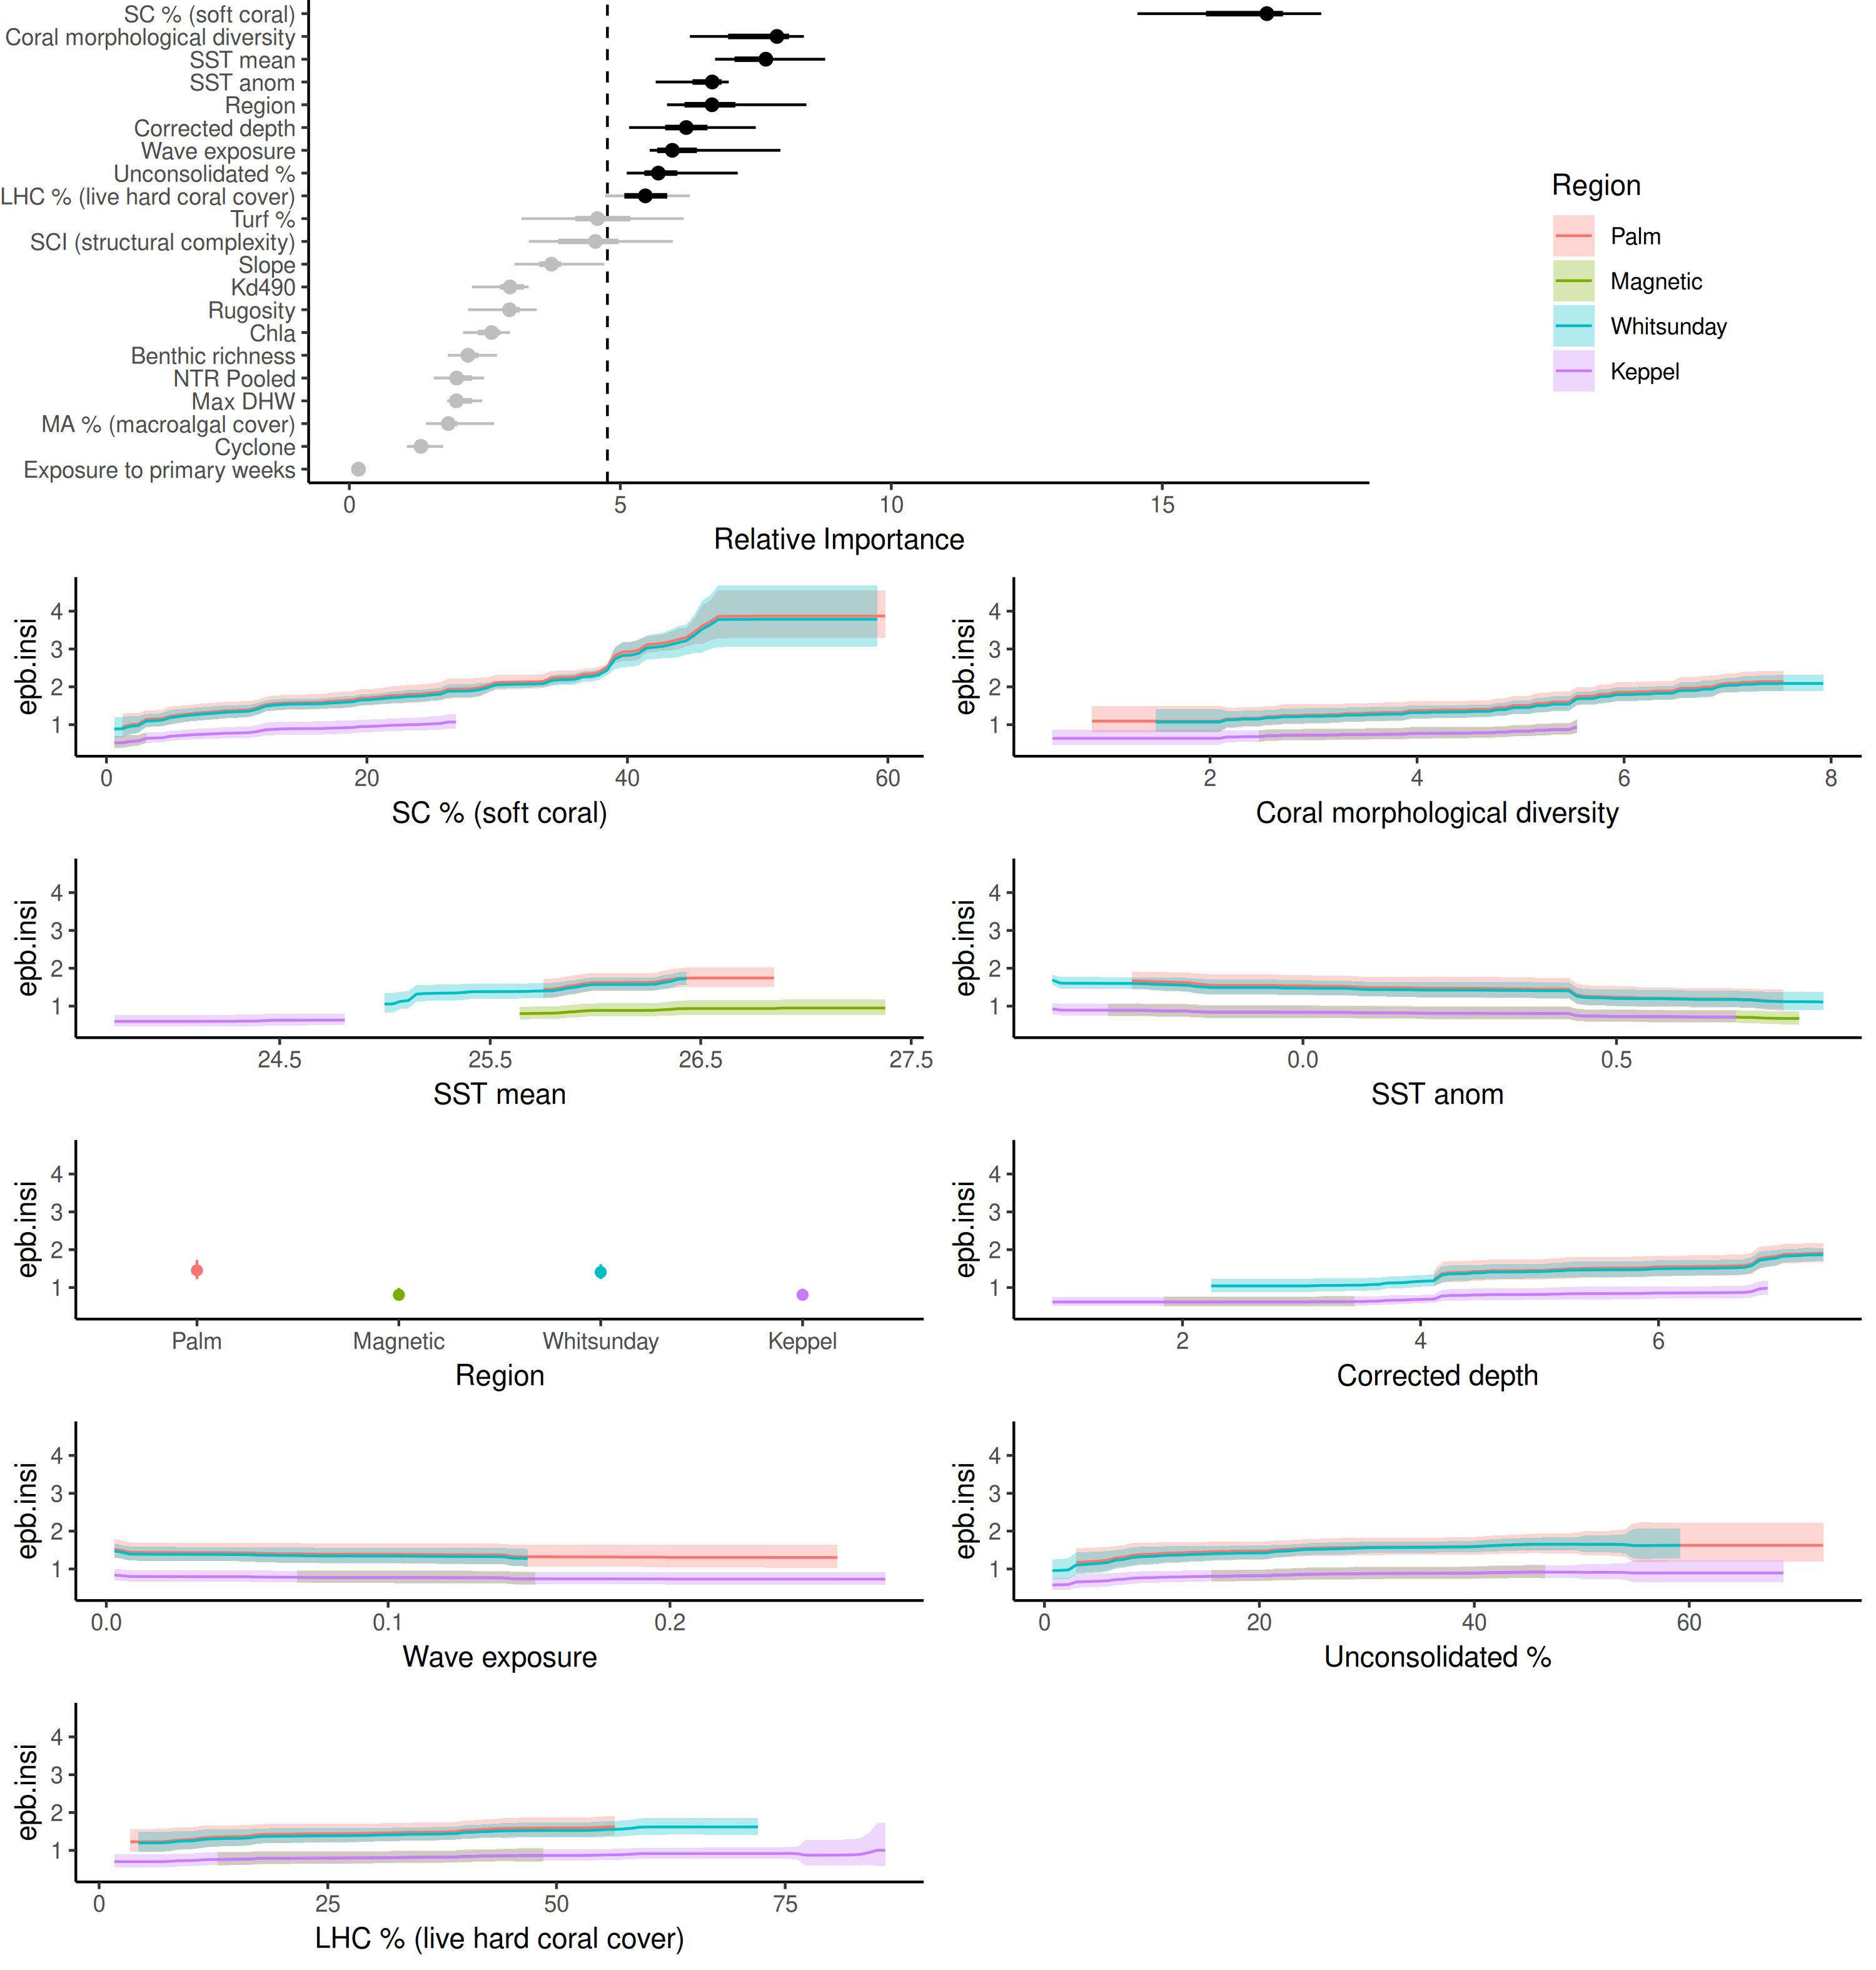 SC % (soft coral)
Coral morphological diversity
SST mean
SST anom
Region
Corrected depth
Wave exposure
Unconsolidated %
LHC % (live hard coral cover)
Turf %
SCI (structural complexity)
Slope
Kd490
Rugosity
Chla
Benthic richness
NTR Pooled
Max DHW
MA % (macroalgal cover)
Cyclone
Exposure to primary weeks
0 5 10 15
Relative Importance
Region
Palm
Magnetic
Whitsunday
Keppel
epb.insi
4
3
2
1
0 20 40 60
SC % (soft coral)
epb.insi
4
3
2
1
2 4 6 8
Coral morphological diversity
epb.insi
4
3
2
1
24.5 25.5 26.5 27.5
SST mean
epb.insi
4
3
2
1
0.0 0.5
SST anom
epb.insi
4
3
2
1
Palm Magnetic Whitsunday Keppel
Region
epb.insi
4
3
2
1
2 4 6
Corrected depth
epb.insi
4
3
2
1
0.0 0.1 0.2
Wave exposure
epb.insi
4
3
2
1
0 20 40 60
Unconsolidated %
epb.insi
4
3
2
1
0 25 50 75
LHC % (live hard coral cover)